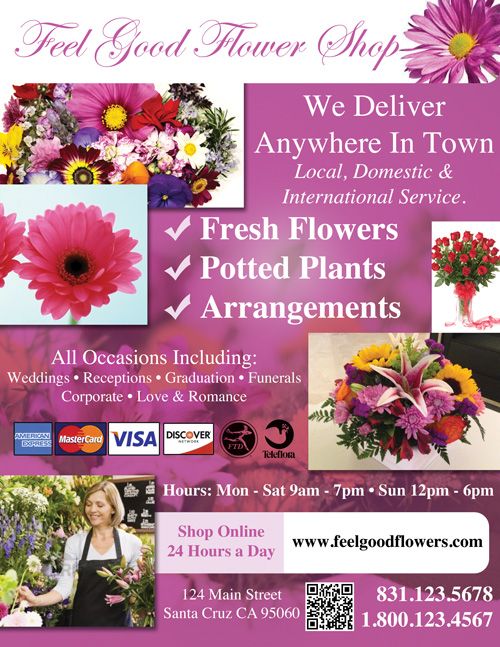 Feel Good Flower Shop
We Deliver
Anywhere In Town
Local, Domestic &
International Service.
Fresh Flowers
Potted Plants
Arrangements
All Occasions Including:
Weddings • Receptions • Graduation • Funerals
Corporate • Love & Romance
AMERICAN EXPRESS
MasterCard
VISA
DISCOVER
NETWORK
FTD
Teleflora
Hours: Mon - Sat 9am - 7pm • Sun 12pm - 6pm
Shop Online
24 Hours a Day
www.feelgoodflowers.com
124 Main Street
Santa Cruz CA 95060
831.123.5678
1.800.123.4567